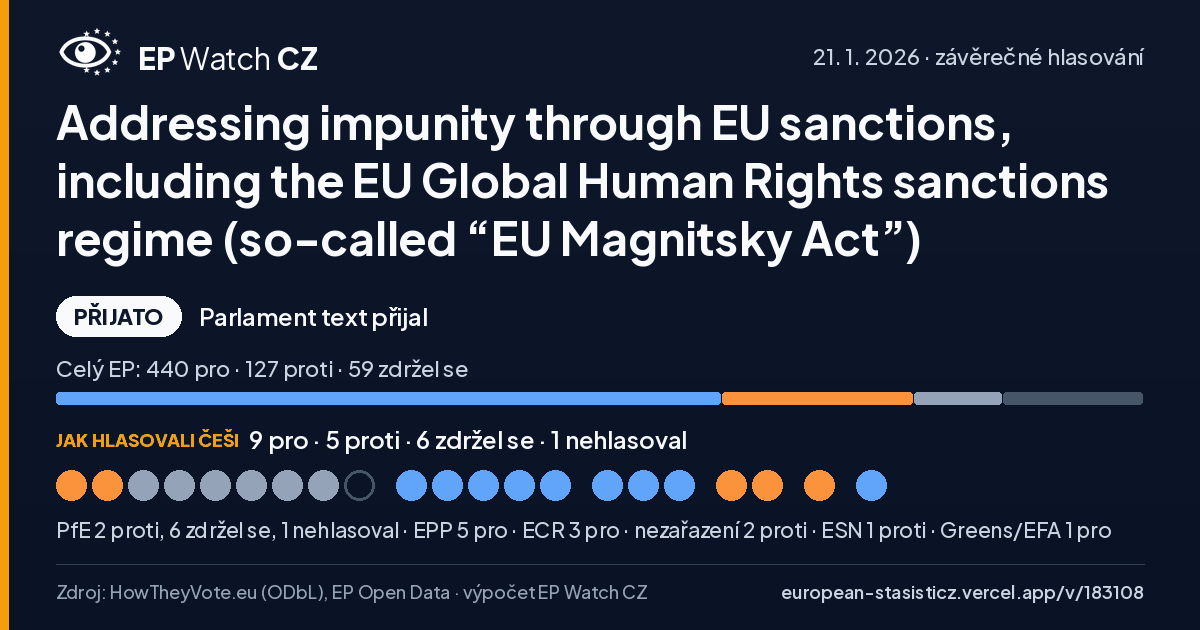 EP Watch CZ
21. 1. 2026 · závěrečné hlasování
Addressing impunity through EU sanctions,
including the EU Global Human Rights sanctions
regime (so-called “EU Magnitsky Act”)
PŘIJATO Parlament text přijal
Celý EP: 440 pro · 127 proti · 59 zdržel se
JAK HLASOVALI ČEŠI 9 pro · 5 proti · 6 zdržel se · 1 nehlasoval
PfE 2 proti, 6 zdržel se, 1 nehlasoval · EPP 5 pro · ECR 3 pro · nezařazení 2 proti · ESN 1 proti · Greens/EFA 1 pro
Zdroj: HowTheyVote.eu (ODbL), EP Open Data · výpočet EP Watch CZ
european-stasisticz.vercel.app/v/183108